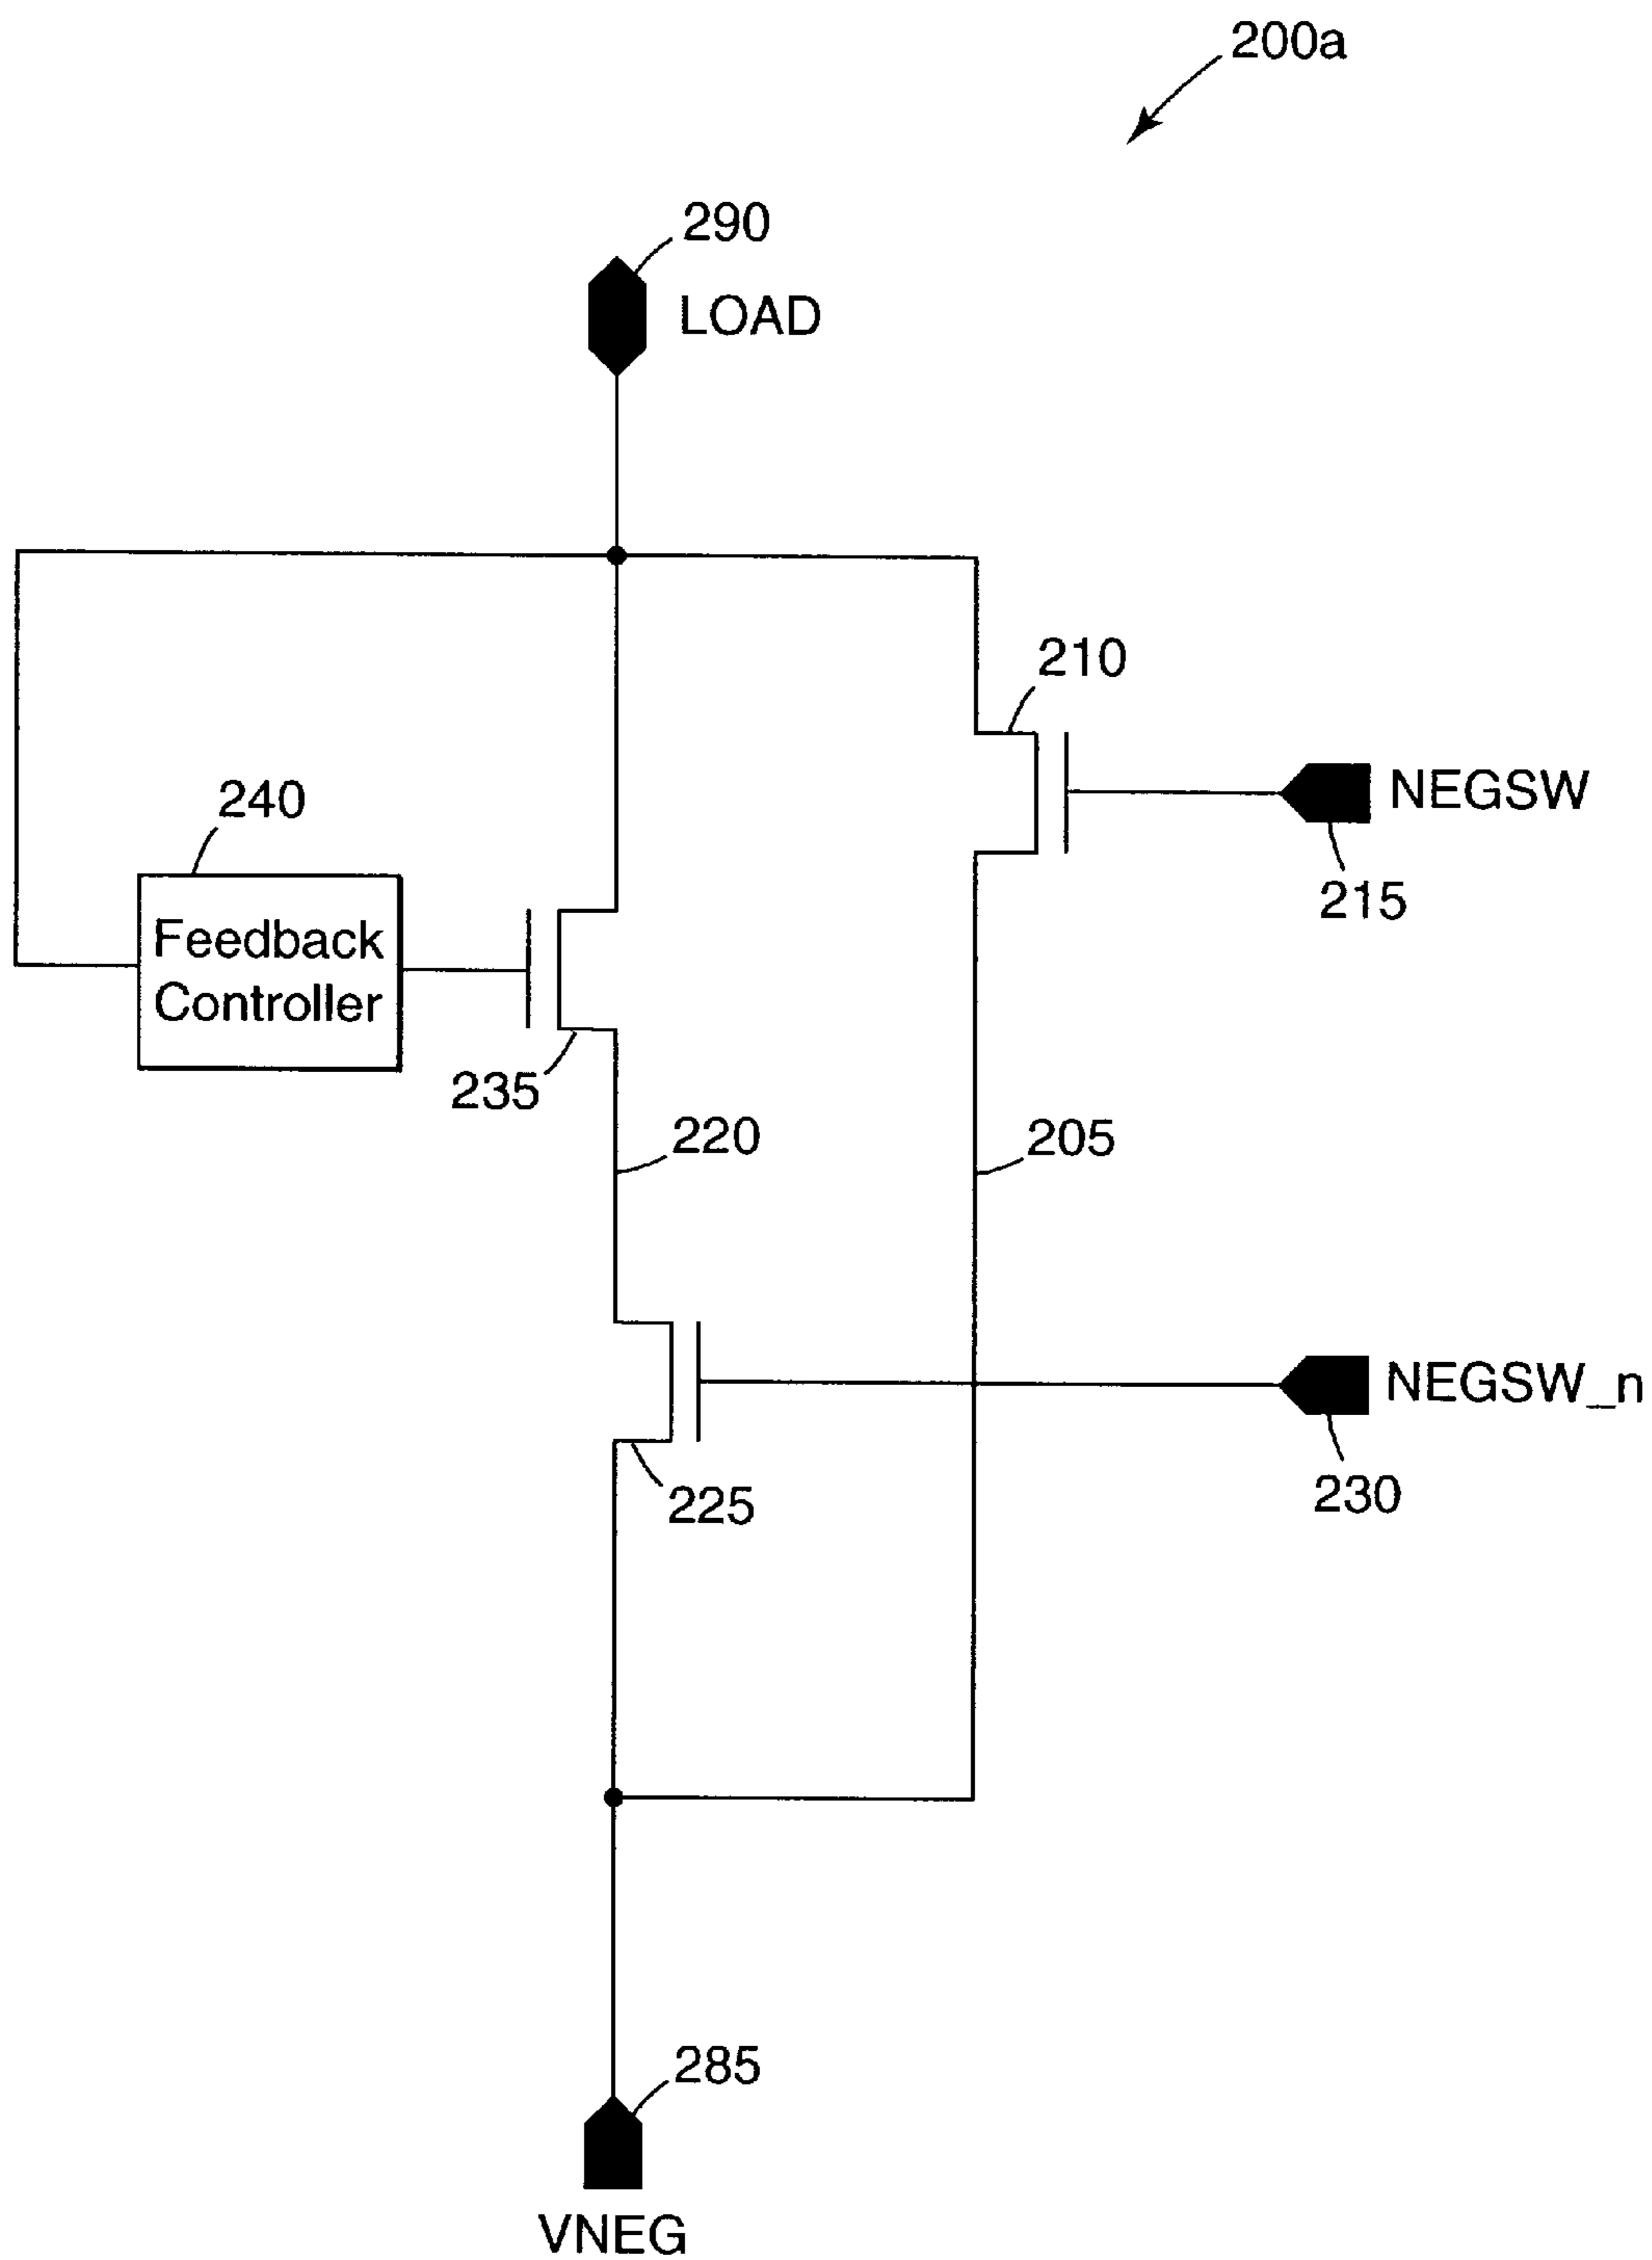 200a
290
LOAD
210
NEGSW
215
240
Feedback
Controller
235
220
205
NEGSW_n
230
225
285
VNEG